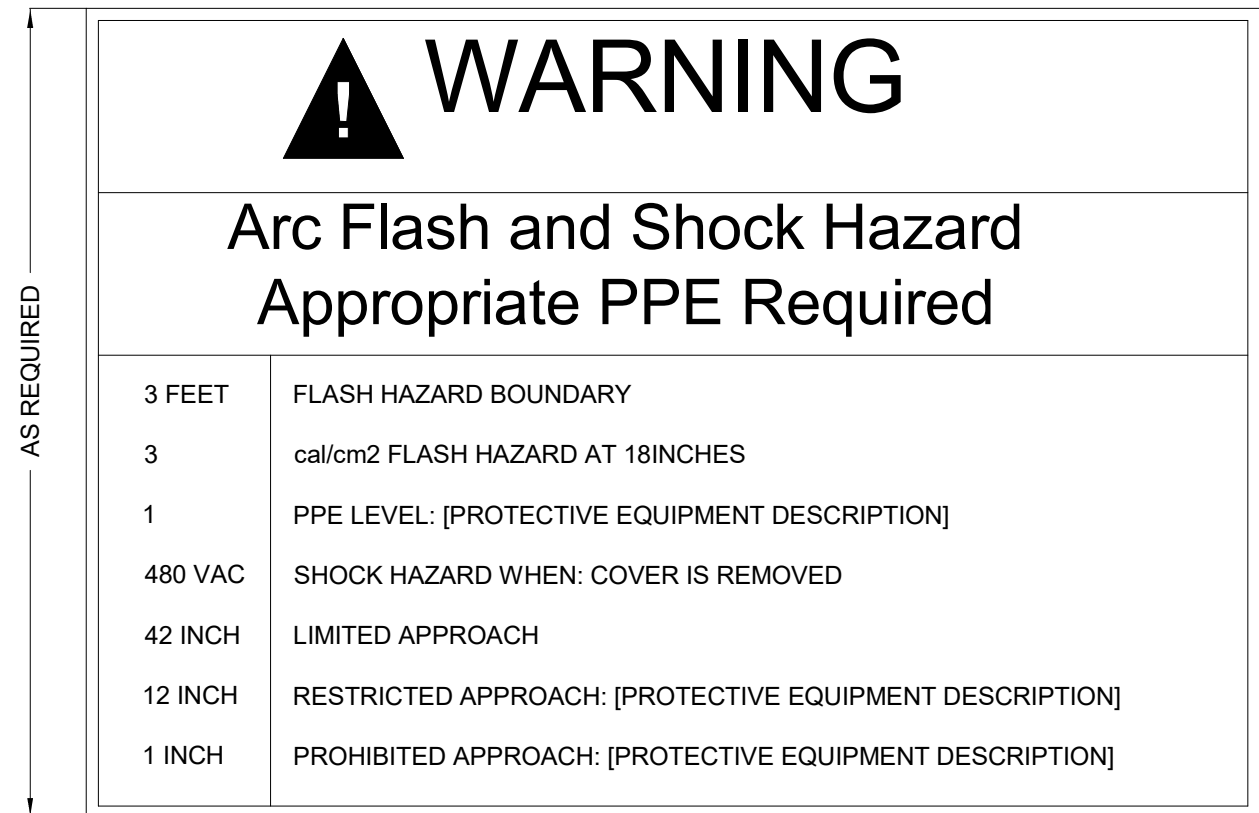 ! WARNING
Arc Flash and Shock Hazard
Appropriate PPE Required
AS REQUIRED
3 FEET FLASH HAZARD BOUNDARY
3 cal/cm2 FLASH HAZARD AT 18INCHES
1 PPE LEVEL: [PROTECTIVE EQUIPMENT DESCRIPTION]
480 VAC SHOCK HAZARD WHEN: COVER IS REMOVED
42 INCH LIMITED APPROACH
12 INCH RESTRICTED APPROACH: [PROTECTIVE EQUIPMENT DESCRIPTION]
1 INCH PROHIBITED APPROACH: [PROTECTIVE EQUIPMENT DESCRIPTION]